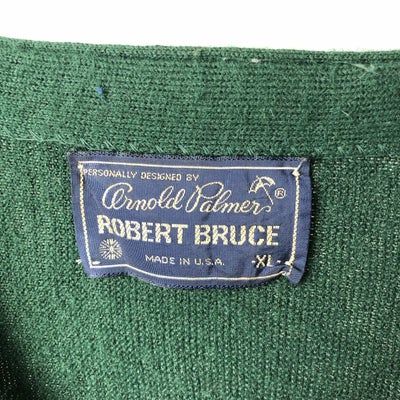 PERSONALLY DESIGNED BY
Arnold Palmer ®
ROBERT BRUCE
MADE IN U.S.A. -XL-